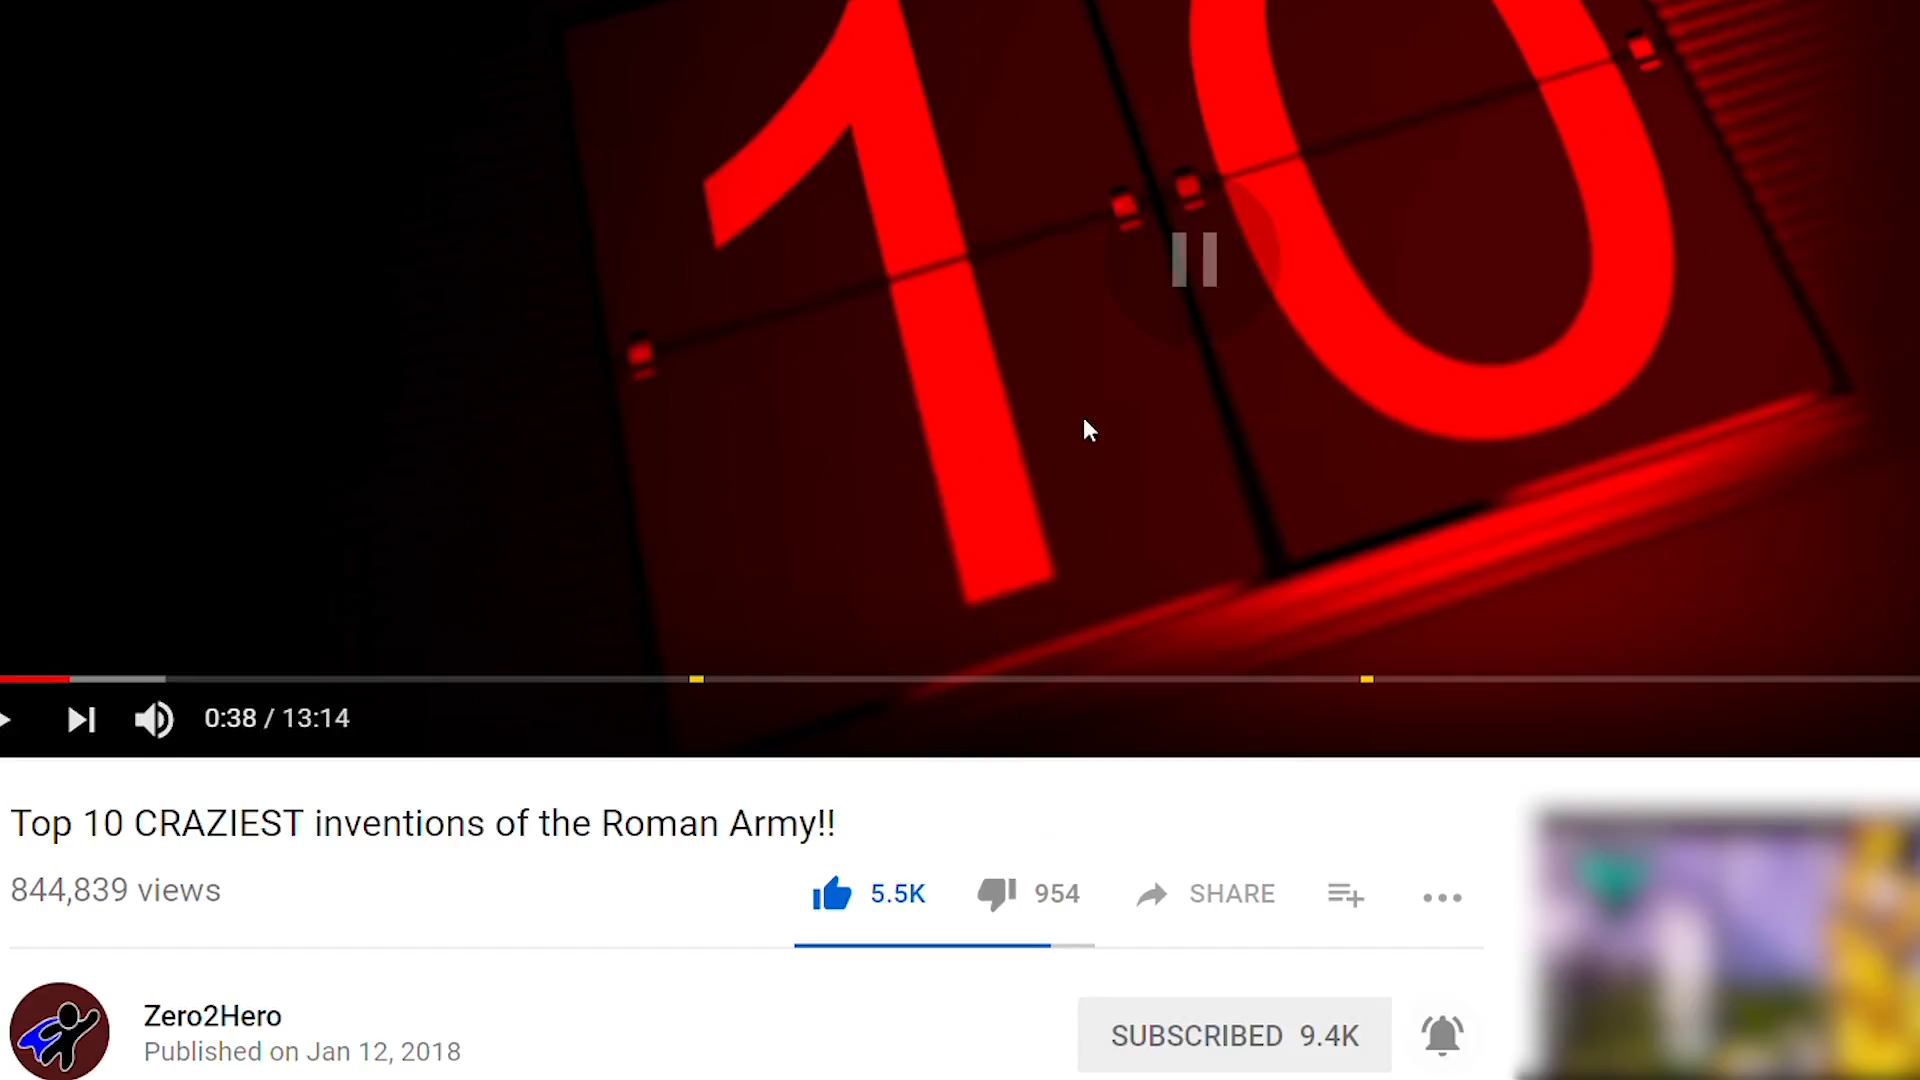 10
0:38 / 13:14
Top 10 CRAZIEST inventions of the Roman Army!!
844,839 views
5.5K 954 SHARE
Zero2Hero
Published on Jan 12, 2018
SUBSCRIBED 9.4K